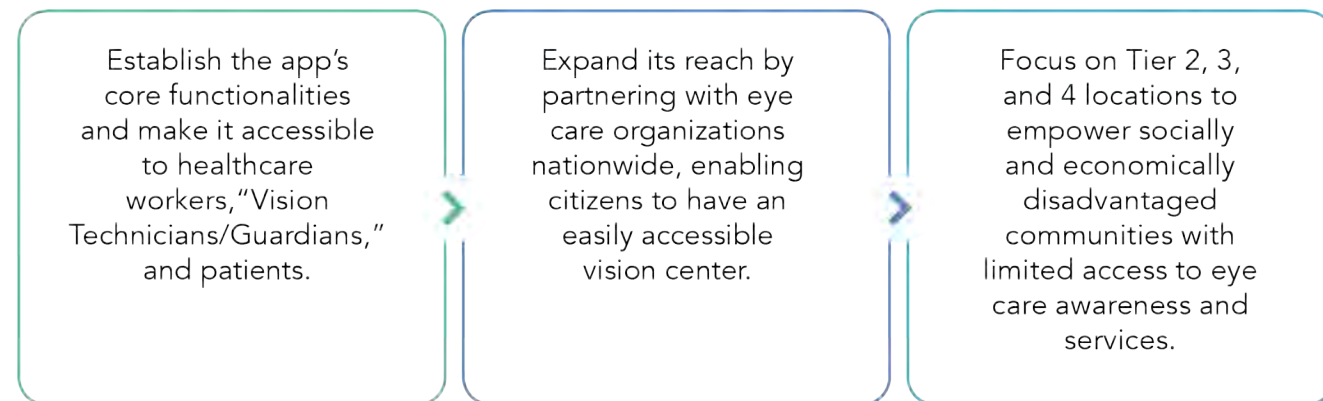 Establish the app's
core functionalities
and make it accessible
to healthcare
workers,"Vision
Technicians/Guardians,"
and patients.
Expand its reach by
partnering with eye
care organizations
nationwide, enabling
citizens to have an
easily accessible
vision center.
Focus on Tier 2, 3,
and 4 locations to
empower socially
and economically
disadvantaged
communities with
limited access to eye
care awareness and
services.